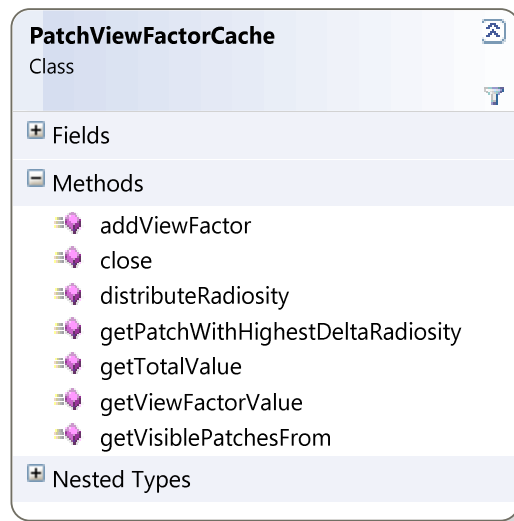 PatchViewFactorCache
Class
Fields
Methods
addViewFactor
close
distributeRadiosity
getPatchWithHighestDeltaRadiosity
getTotalValue
getViewFactorValue
getVisiblePatchesFrom
Nested Types